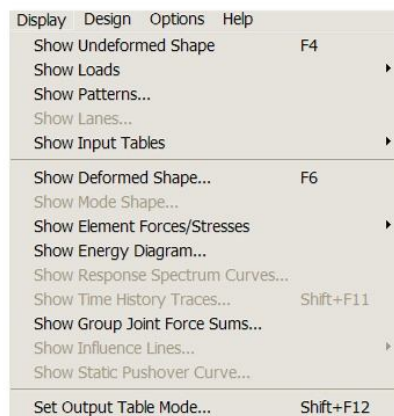 Display Design Options Help
Show Undeformed Shape F4
Show Loads
Show Patterns...
Show Lanes...
Show Input Tables
Show Deformed Shape... F6
Show Mode Shape...
Show Element Forces/Stresses
Show Energy Diagram...
Show Response Spectrum Curves...
Show Time History Traces... Shift+F11
Show Group Joint Force Sums...
Show Influence Lines...
Show Static Pushover Curve...
Set Output Table Mode... Shift+F12